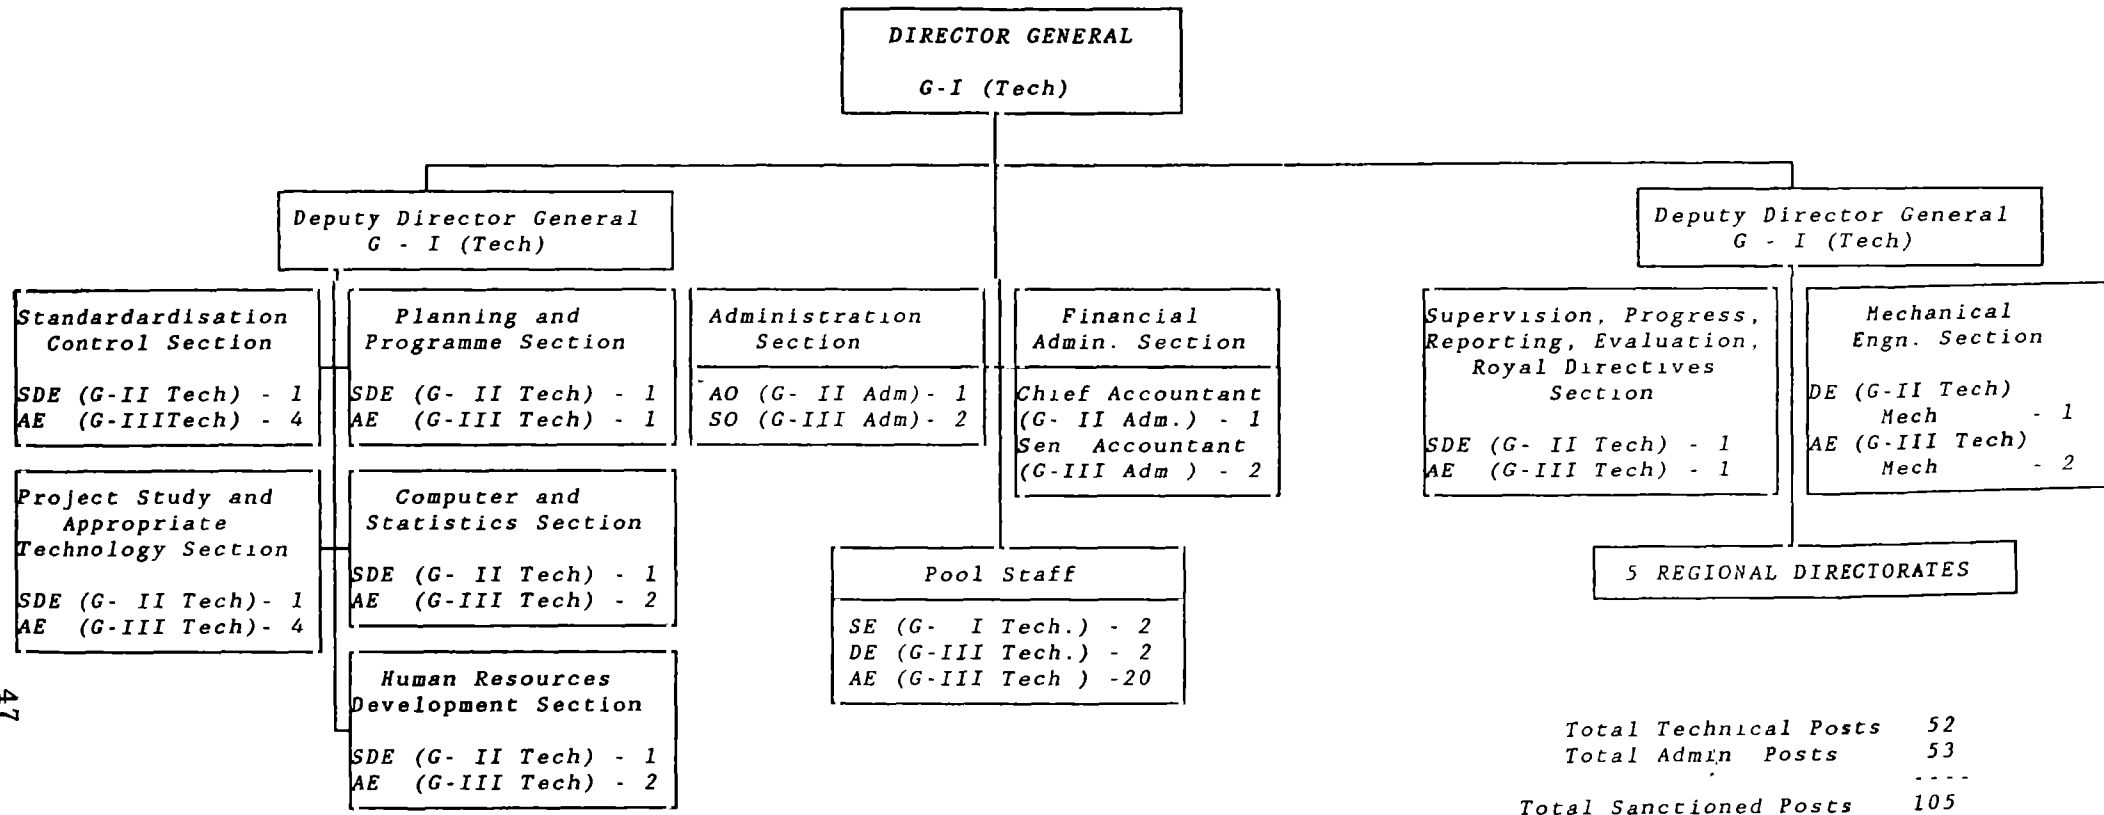 DIRECTOR GENERAL
G-I (Tech)
Deputy Director General
G - I (Tech)
Standardardisation
Control Section
SDE (G-II Tech) - 1
AE (G-IIITech) - 4
Planning and
Programme Section
SDE (G- II Tech) - 1
AE (G-III Tech) - 1
Project Study and
Appropriate
Technology Section
SDE (G- II Tech)- 1
AE (G-III Tech)- 4
Computer and
Statistics Section
SDE (G- II Tech) - 1
AE (G-III Tech) - 2
Human Resources
Development Section
SDE (G- II Tech) - 1
AE (G-III Tech) - 2
Administration
Section
AO (G- II Adm)- 1
SO (G-III Adm)- 2
Financial
Admin. Section
Chief Accountant
(G- II Adm.) - 1
Sen Accountant
(G-III Adm ) - 2
Pool Staff
SE (G- I Tech.) - 2
DE (G-III Tech.) - 2
AE (G-III Tech ) -20
Deputy Director General
G - I (Tech)
Supervision, Progress,
Reporting, Evaluation,
Royal Directives
Section
SDE (G- II Tech) - 1
AE (G-III Tech) - 1
Mechanical
Engn. Section
DE (G-II Tech)
Mech - 1
AE (G-III Tech)
Mech - 2
5 REGIONAL DIRECTORATES
Total Technical Posts 52
Total Admin Posts 53
----
Total Sanctioned Posts 105
47